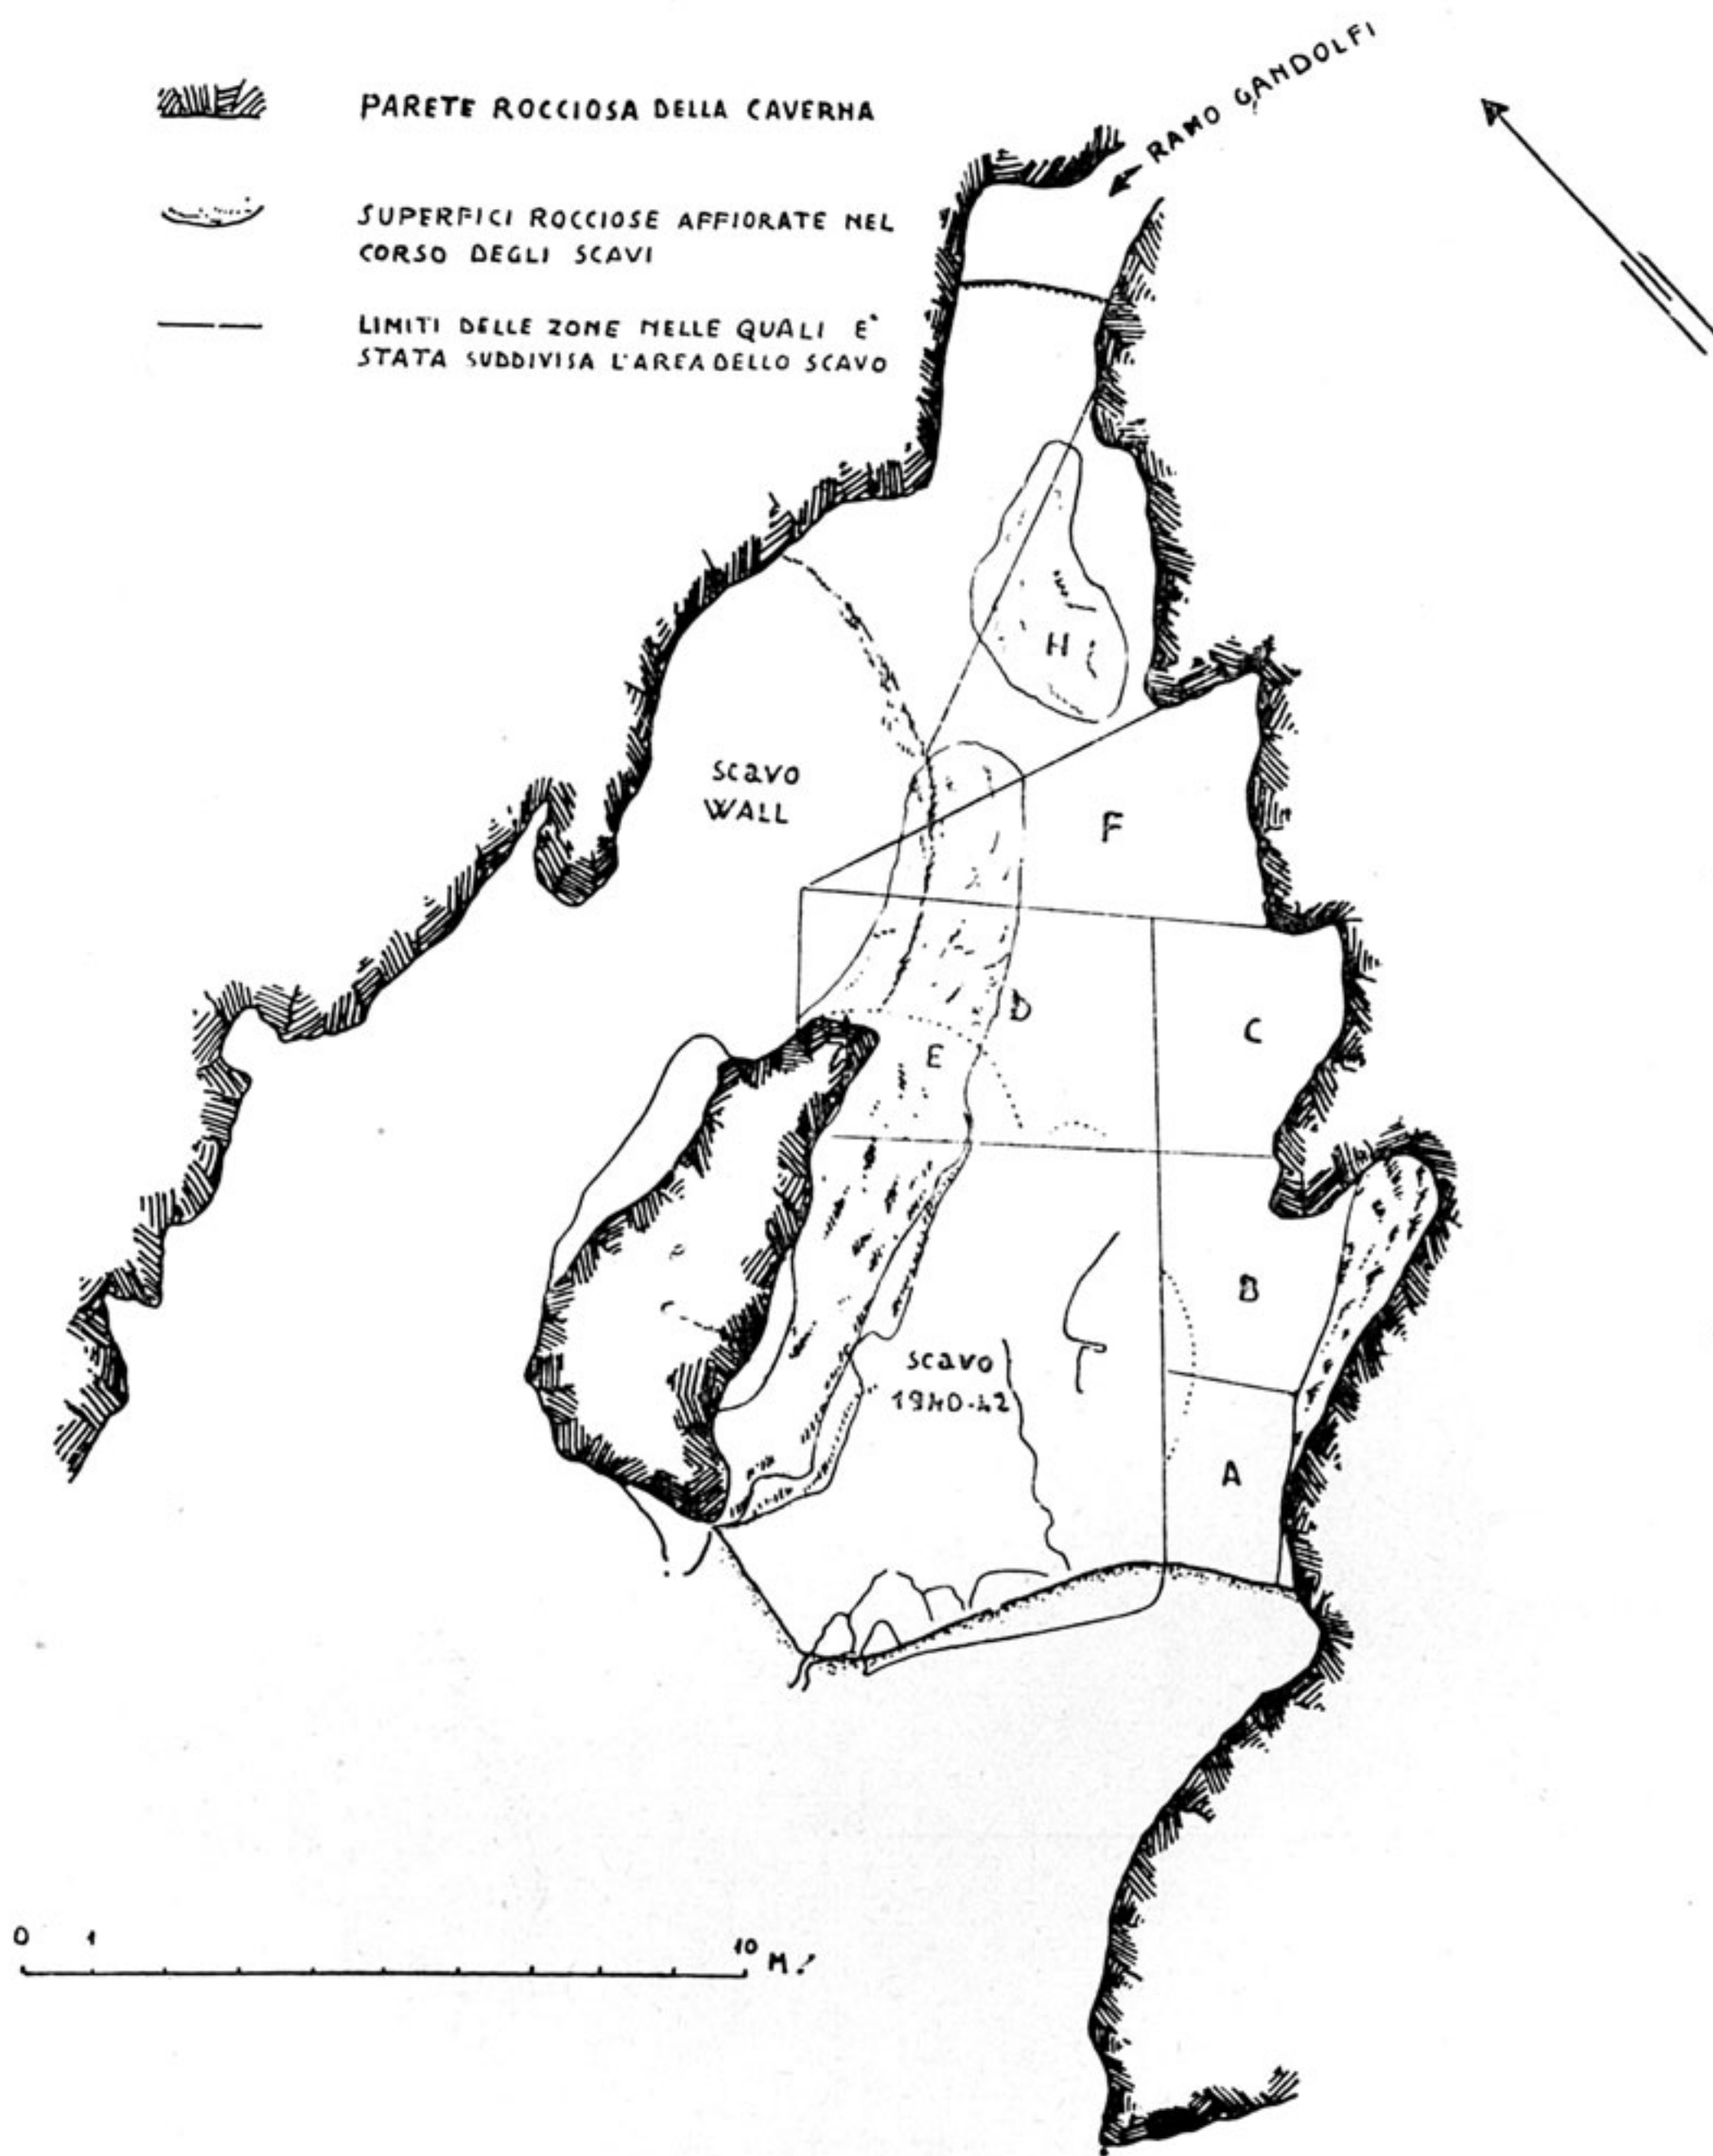 PARETE ROCCIOSA DELLA CAVERNA
SUPERFICI ROCCIOSE AFFIORATE NEL
CORSO DEGLI SCAVI
LIMITI DELLE ZONE NELLE QUALI E'
STATA SUDDIVISA L'AREA DELLO SCAVO
RAMO GANDOLFI
H
scavo
WALL
F
D
C
E
B
scavo
1940-42
A
0 1 10 M.